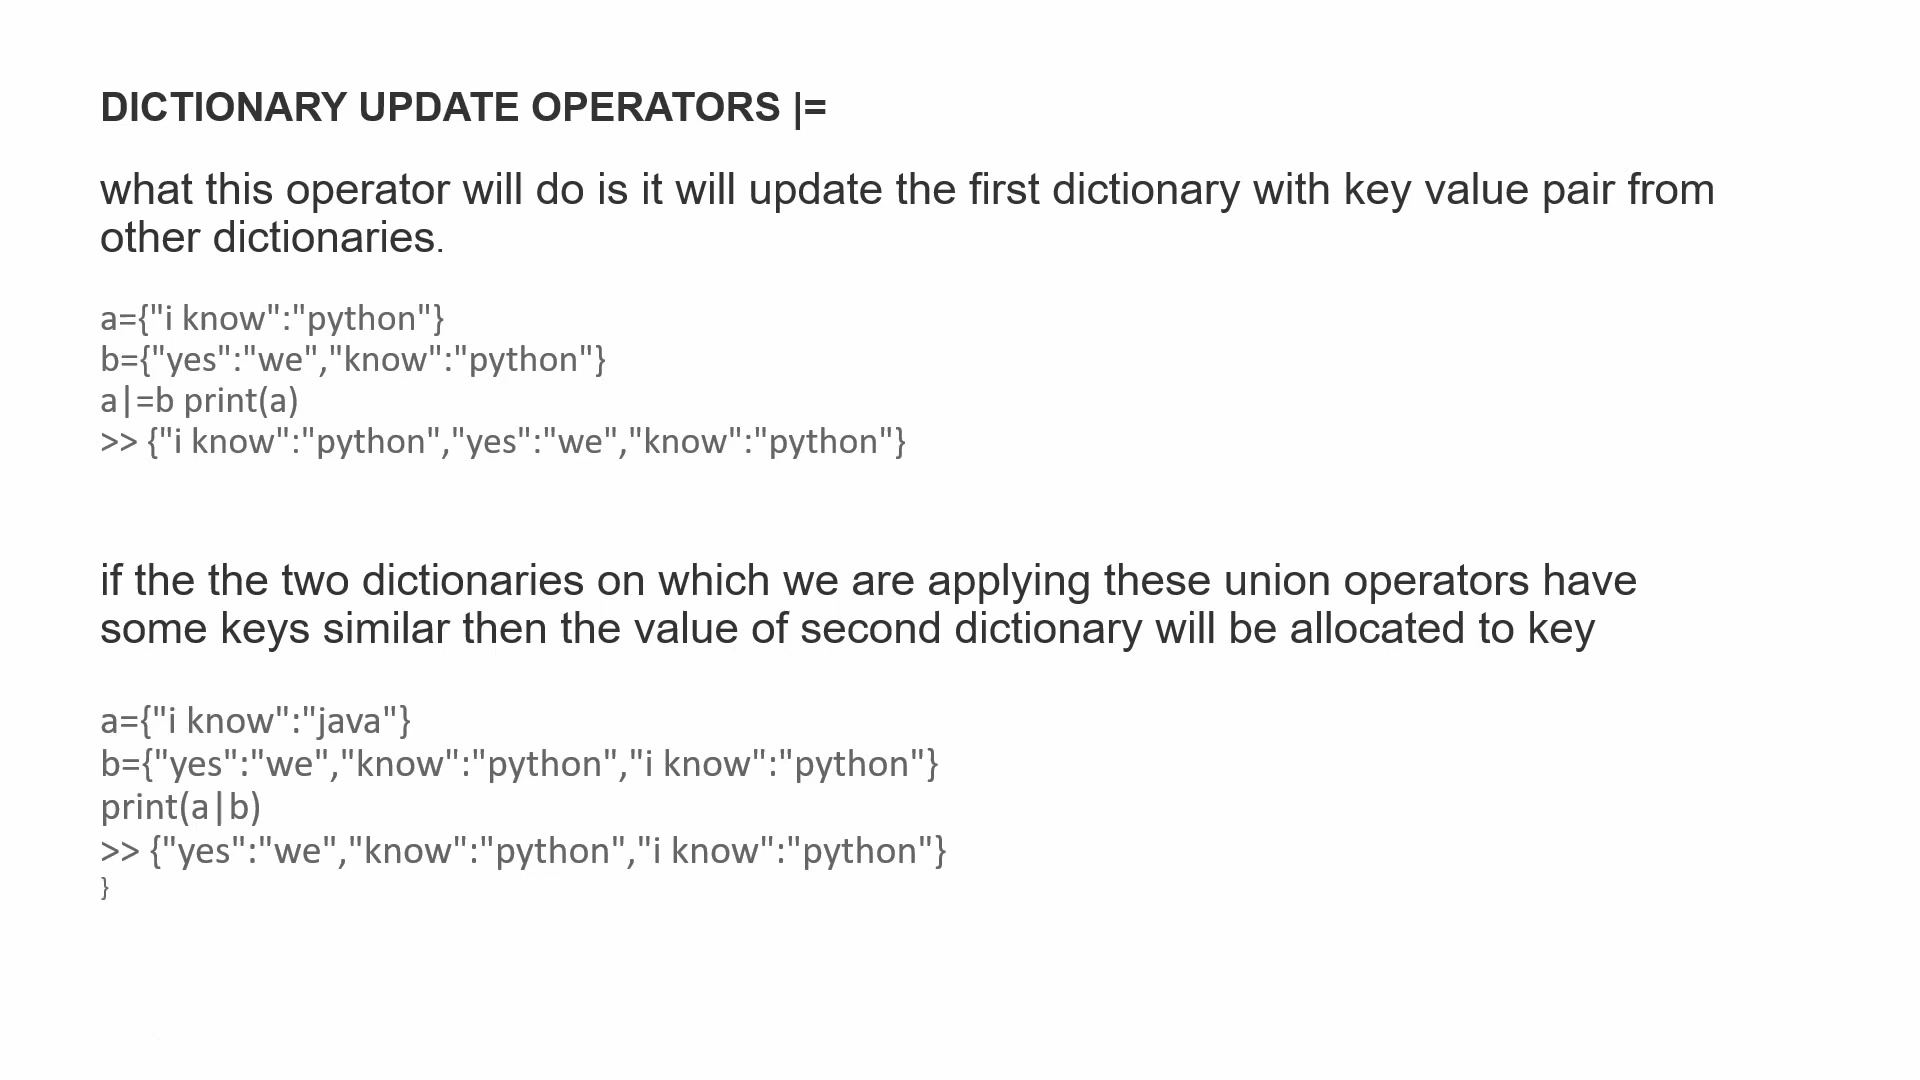 DICTIONARY UPDATE OPERATORS |=
what this operator will do is it will update the first dictionary with key value pair from
other dictionaries.
a={"i know":"python"}
b={"yes":"we","know":"python"}
a|=b print(a)
>> {"i know":"python","yes":"we","know":"python"}
if the the two dictionaries on which we are applying these union operators have
some keys similar then the value of second dictionary will be allocated to key
a={"i know":"java"}
b={"yes":"we","know":"python","i know":"python"}
print(a|b)
>> {"yes":"we","know":"python","i know":"python"}
}